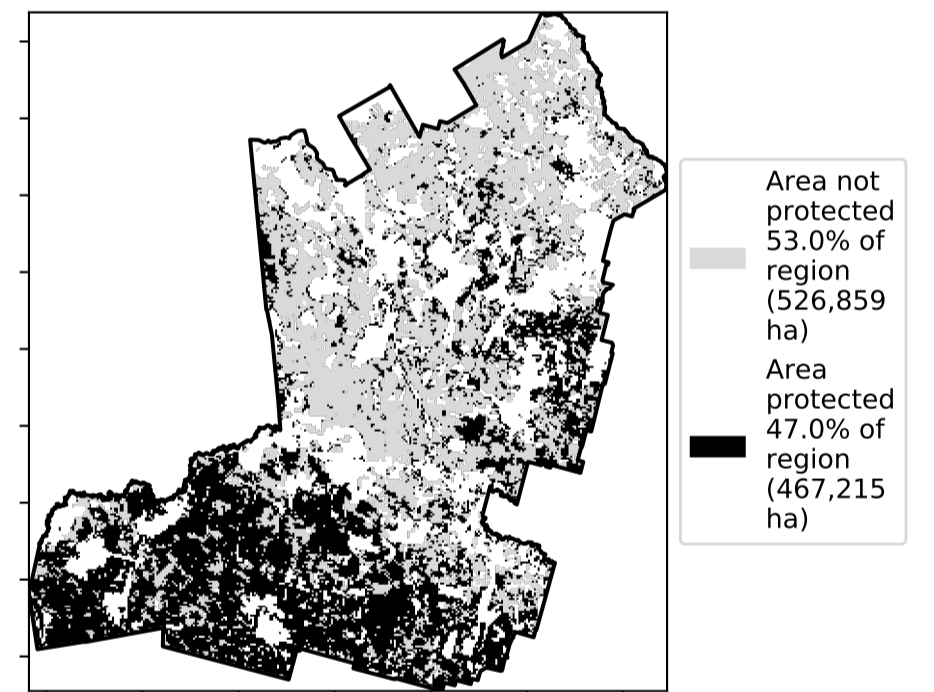 Area not
protected
53.0% of
region
(526,859
ha)
Area
protected
47.0% of
region
(467,215
ha)